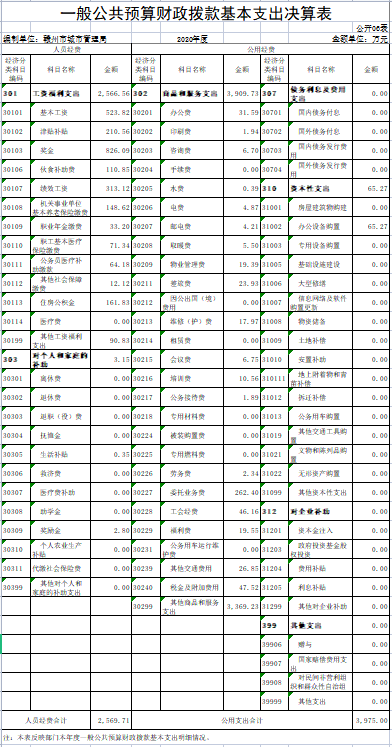 一般公共预算财政拨款基本支出决算表
公开06表
编制单位：赣州市城市管理局 2020年度 金额单位：万元
人员经费 公用经费
经济分类科目编码 科目名称 金额 经济分类科目编码 科目名称 金额 经济分类科目编码 科目名称 金额
301 工资福利支出 2,566.56 302 商品和服务支出 3,909.73 307 债务利息及费用支出 0.00
30101 基本工资 523.82 30201 办公费 31.59 30701 国内债务付息 0.00
30102 津贴补贴 210.56 30202 印刷费 1.94 30702 国外债务付息 0.00
30103 奖金 826.09 30203 咨询费 6.70 30703 国内债务发行费用 0.00
30106 伙食补助费 110.85 30204 手续费 0.00 30704 国外债务发行费用 0.00
30107 绩效工资 313.12 30205 水费 0.39 310 资本性支出 65.27
30108 机关事业单位基本养老保险缴费 148.62 30206 电费 4.87 31001 房屋建筑物购建 0.00
30109 职业年金缴费 33.20 30207 邮电费 4.21 31002 办公设备购置 65.27
30110 职工基本医疗保险缴费 71.34 30208 取暖费 5.50 31003 专用设备购置 0.00
30111 公务员医疗补助缴费 64.18 30209 物业管理费 19.39 31005 基础设施建设 0.00
30112 其他社会保障缴费 12.12 30211 差旅费 23.93 31006 大型修缮 0.00
30113 住房公积金 161.83 30212 因公出国（境）费用 0.00 31007 信息网络及软件购置更新 0.00
30114 医疗费 0.00 30213 维修（护）费 17.97 31008 物资储备 0.00
30199 其他工资福利支出 90.83 30214 租赁费 0.00 31009 土地补偿 0.00
303 对个人和家庭的补助 3.15 30215 会议费 6.75 31010 安置补助 0.00
30301 离休费 0.00 30216 培训费 10.56 31011 地上附着物和青苗补偿 0.00
30302 退休费 0.00 30217 公务接待费 1.89 31012 拆迁补偿 0.00
30303 退职（役）费 0.00 30218 专用材料费 0.00 31013 公务用车购置 0.00
30304 抚恤金 0.00 30224 被装购置费 0.00 31019 其他交通工具购置 0.00
30305 生活补贴 0.35 30225 专用燃料费 0.00 31021 文物和陈列品购置 0.00
30306 救济费 0.00 30226 劳务费 2.34 31022 无形资产购置 0.00
30307 医疗费补助 0.00 30227 委托业务费 262.40 31099 其他资本性支出 0.00
30308 助学金 0.00 30228 工会经费 46.16 312 对企业补助 0.00
30309 奖励金 2.80 30229 福利费 19.55 31201 资本金注入 0.00
30310 个人农业生产补贴 0.00 30231 公务用车运行维护费 0.00 31203 政府投资基金股权投资 0.00
30311 代缴社会保险费 0.00 30239 其他交通费用 26.85 31204 费用补贴 0.00
30399 其他对个人和家庭的补助支出 0.00 30240 税金及附加费用 47.52 31205 利息补贴 0.00
30299 其他商品和服务支出 3,369.23 31299 其他对企业补助 0.00
399 其他支出 0.00
39906 赠与 0.00
39907 国家赔偿费用支出 0.00
39908 对民间非营利组织和群众性自治组 0.00
39999 其他支出 0.00
人员经费合计 2,569.71 公用支出合计 3,975.00
注：本表反映部门本年度一般公共预算财政拨款基本支出明细情况。